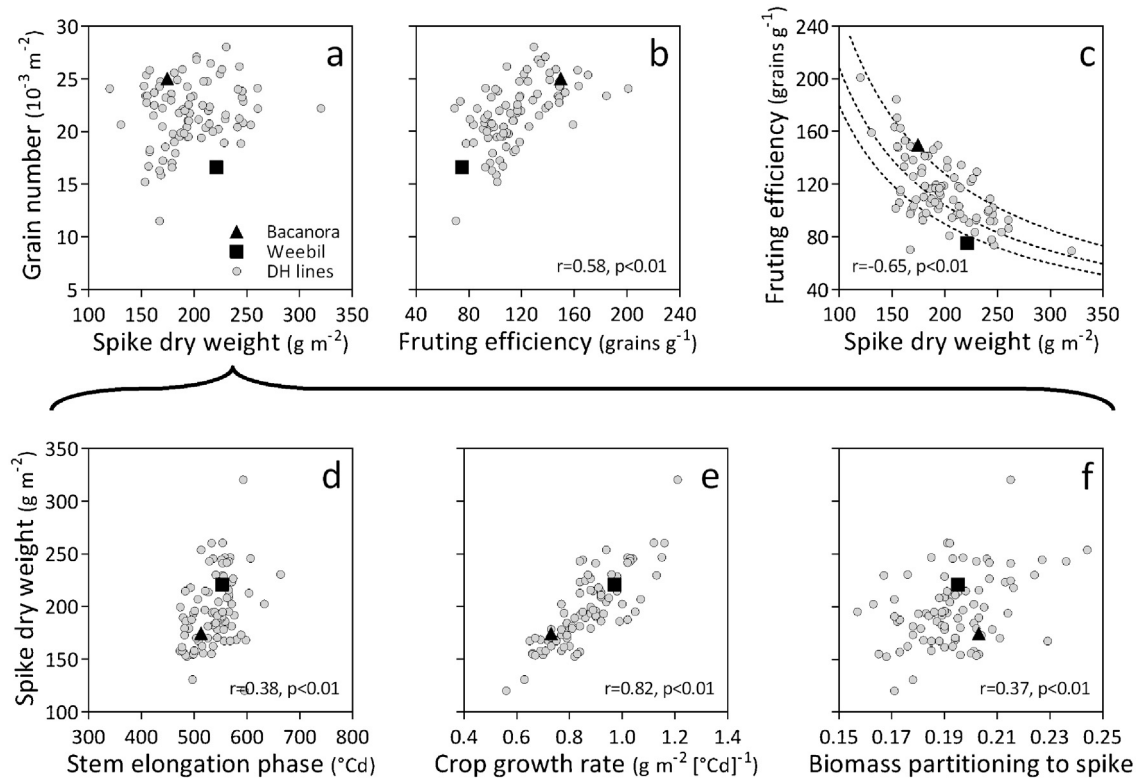 a
b
c
Grain number (10⁻³ m⁻²)
30
25
20
15
10
5
100 150 200 250 300 350
Spike dry weight (g m⁻²)
Bacanora
Weebil
DH lines
r=0.58, p<0.01
40 80 120 160 200 240
Fruting efficiency (grains g⁻¹)
Fruting efficiency (grains g⁻¹)
240
200
160
120
80
40
r=-0.65, p<0.01
100 150 200 250 300 350
Spike dry weight (g m⁻²)
d
e
f
Spike dry weight (g m⁻²)
350
300
250
200
150
100
r=0.38, p<0.01
300 400 500 600 700 800
Stem elongation phase (°Cd)
r=0.82, p<0.01
0.4 0.6 0.8 1.0 1.2 1.4
Crop growth rate (g m⁻² [°Cd]⁻¹)
r=0.37, p<0.01
0.15 0.17 0.19 0.21 0.23 0.25
Biomass partitioning to spike